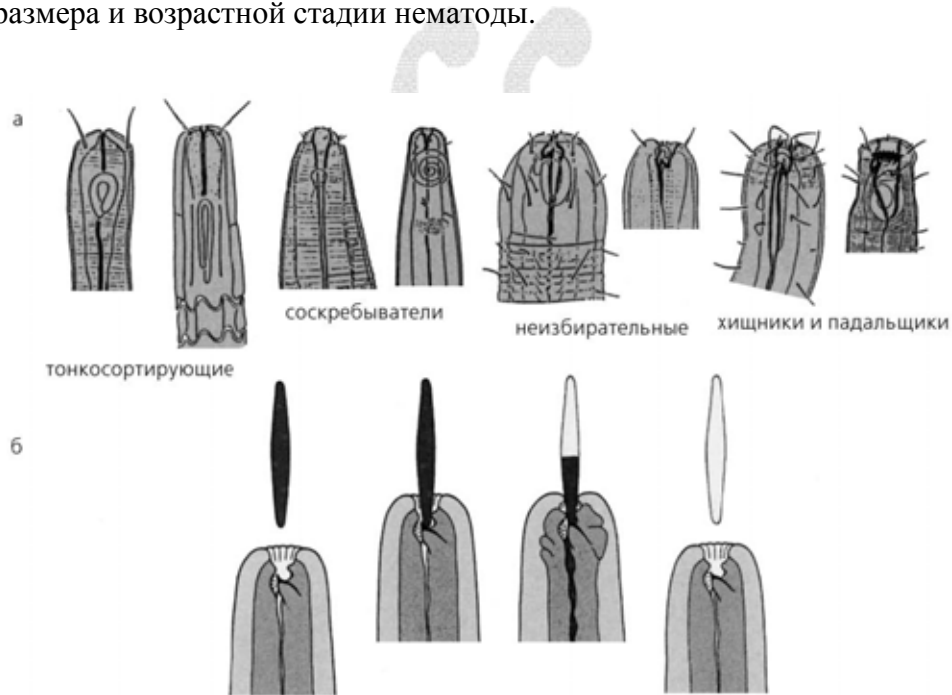 размера и возрастной стадии нематоды.
а
соскребыватели
неизбирательные
хищники и падальщики
тонкосортирующие
б